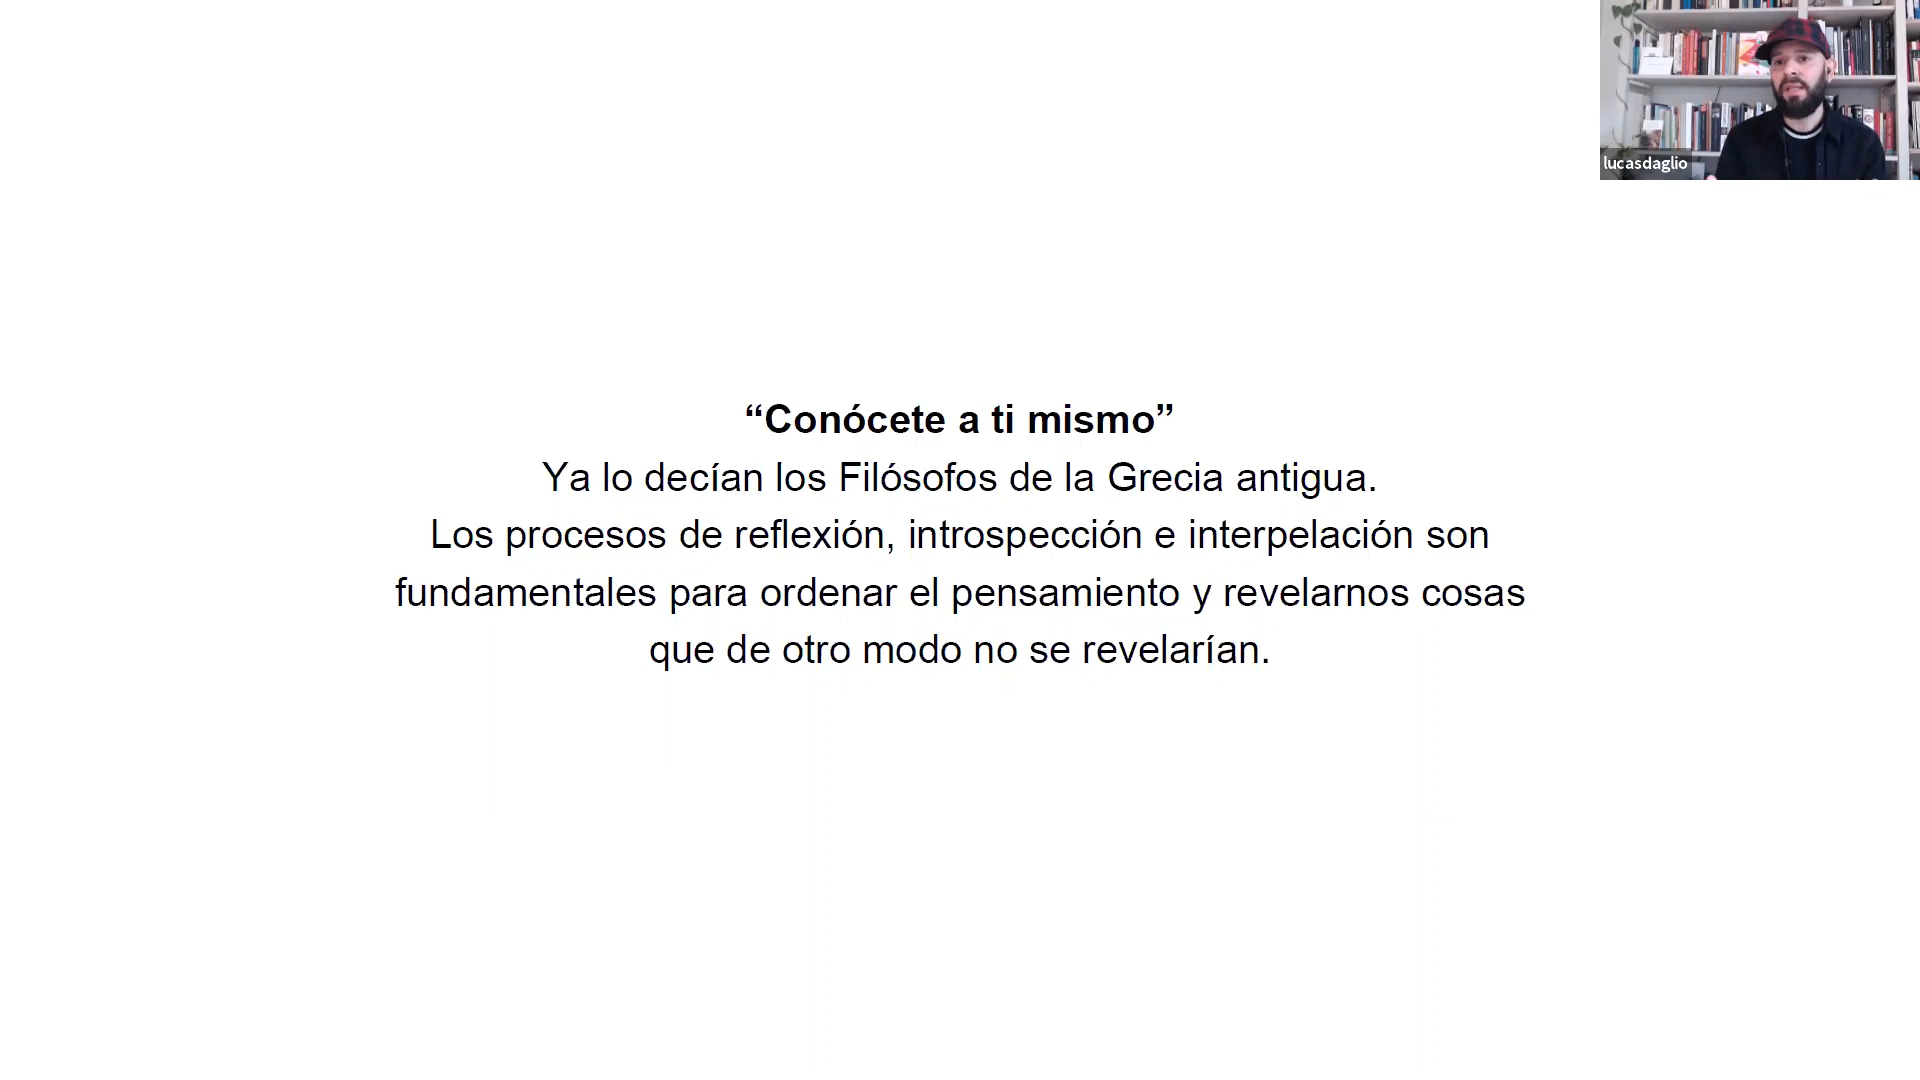 lucasdaglio
“Conócete a ti mismo”
Ya lo decían los Filósofos de la Grecia antigua.
Los procesos de reflexión, introspección e interpelación son
fundamentales para ordenar el pensamiento y revelarnos cosas
que de otro modo no se revelarían.